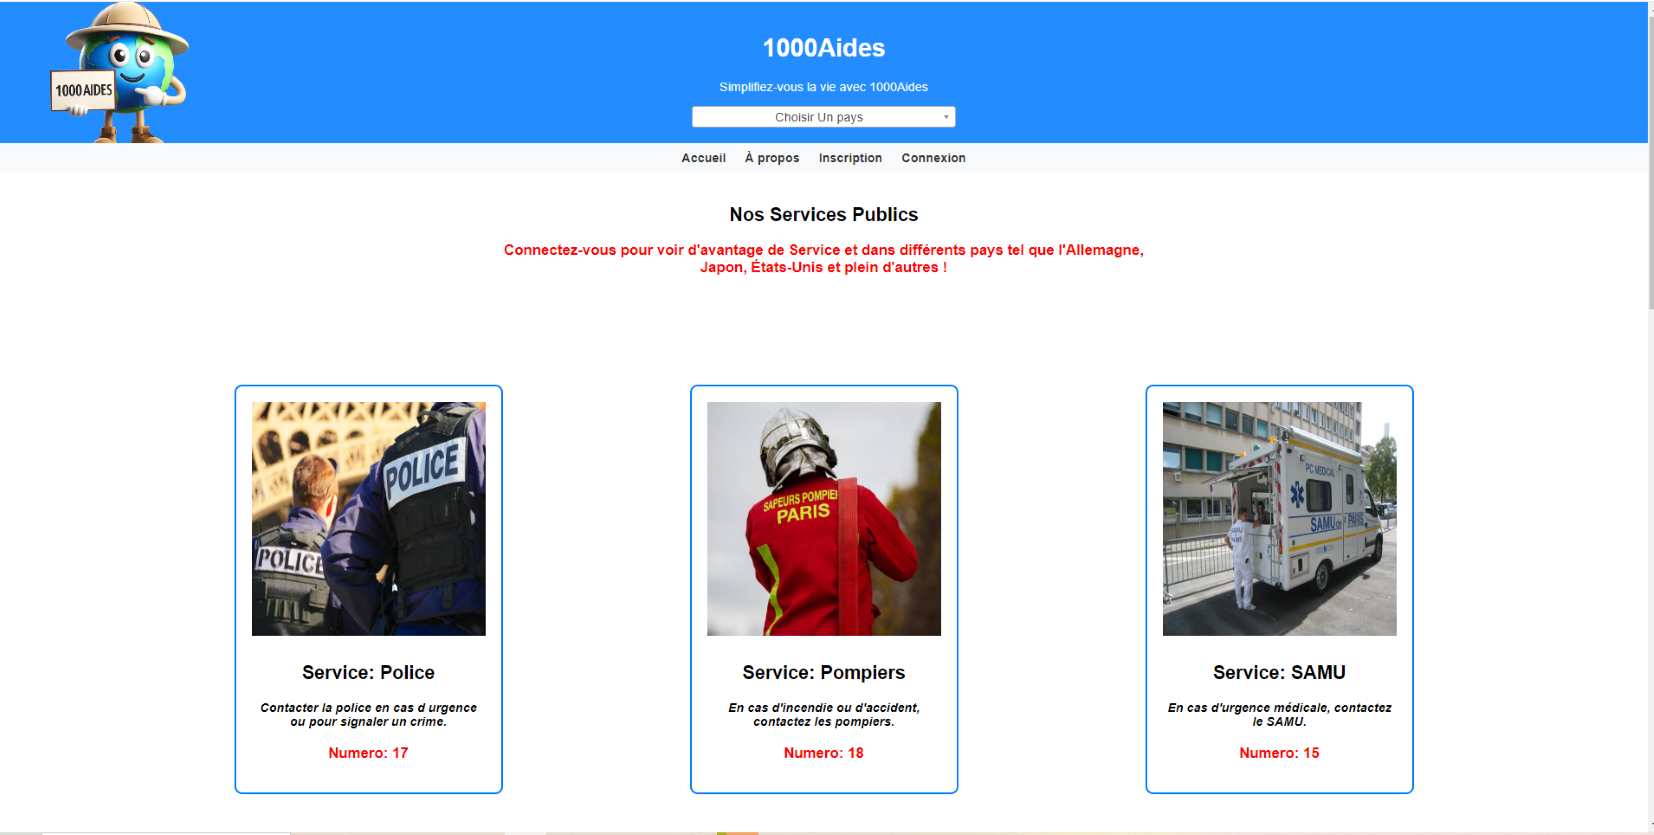 1000 AIDES
1000Aides
Simplifiez-vous la vie avec 1000Aides
Choisir Un pays
Accueil À propos Inscription Connexion
Nos Services Publics
Connectez-vous pour voir d'avantage de Service et dans différents pays tel que l'Allemagne,
Japon, États-Unis et plein d'autres !
POLICE
POLICE
SAPEURS POMPIER
PARIS
PC MEDICAL
SAMU de PARIS
SAMU
Service: Police
Contacter la police en cas d urgence
ou pour signaler un crime.
Numero: 17
Service: Pompiers
En cas d'incendie ou d'accident,
contactez les pompiers.
Numero: 18
Service: SAMU
En cas d'urgence médicale, contactez
le SAMU.
Numero: 15